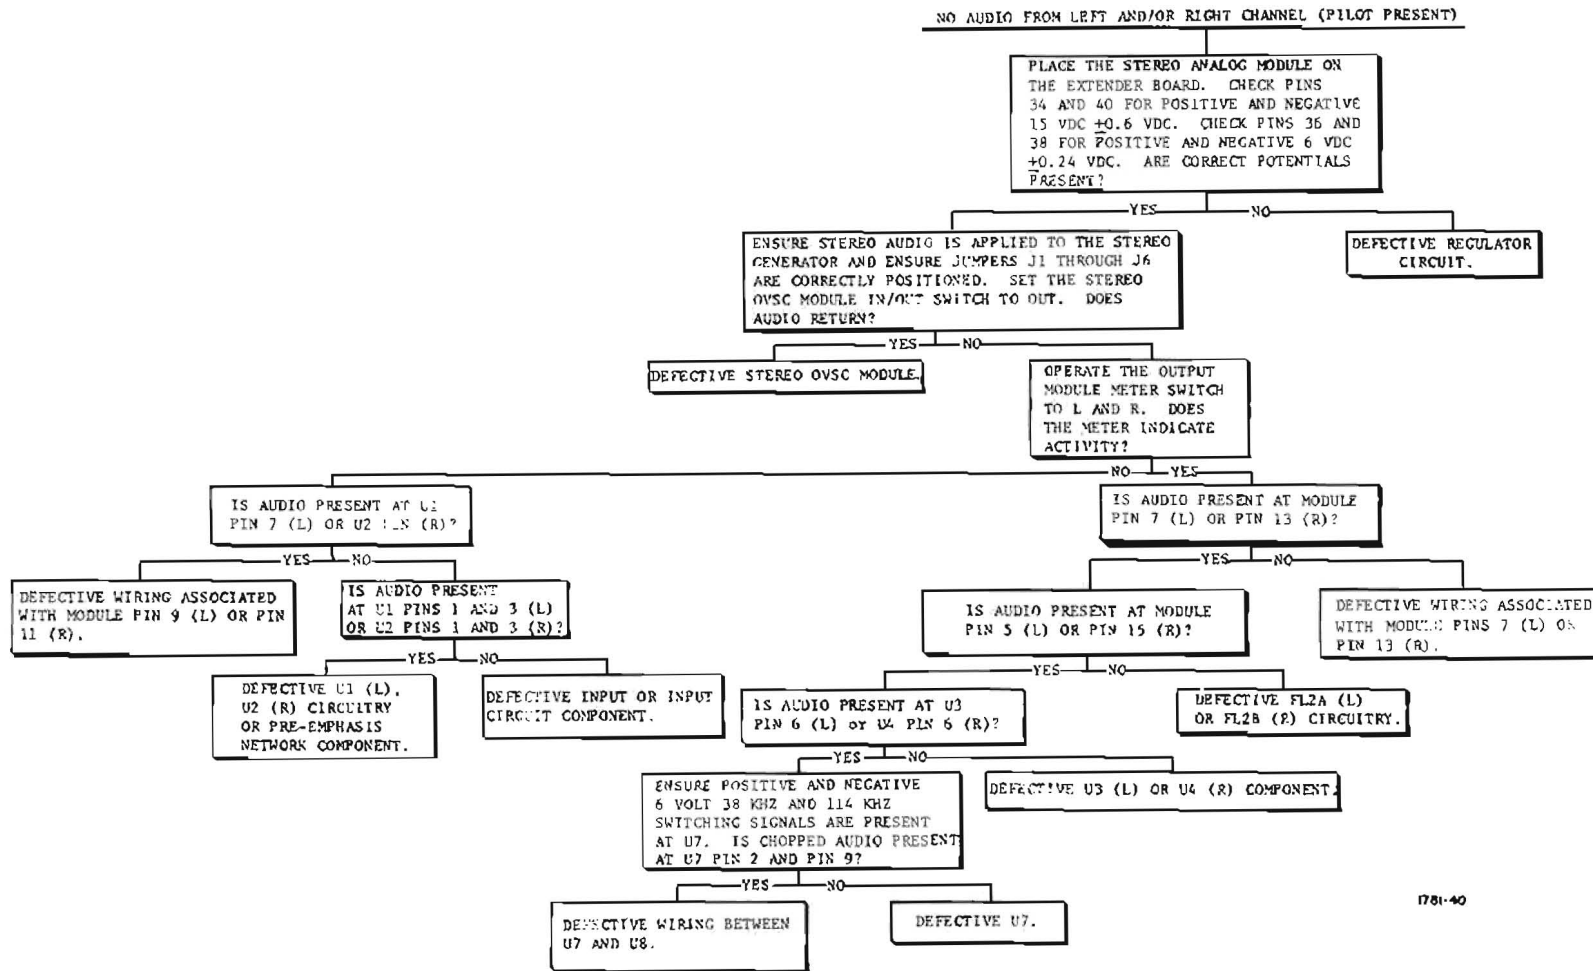 NO AUDIO FROM LEFT AND/OR RIGHT CHANNEL (PILOT PRESENT)
PLACE THE STEREO ANALOG MODULE ON
THE EXTENDER BOARD. CHECK PINS
34 AND 40 FOR POSITIVE AND NEGATIVE
15 VDC ±0.6 VDC. CHECK PINS 36 AND
38 FOR POSITIVE AND NEGATIVE 6 VDC
±0.24 VDC. ARE CORRECT POTENTIALS
PRESENT?
YES NO
ENSURE STEREO AUDIO IS APPLIED TO THE STEREO
GENERATOR AND ENSURE JUMPERS J1 THROUGH J6
ARE CORRECTLY POSITIONED. SET THE STEREO
OVSC MODULE IN/OUT SWITCH TO OUT. DOES
AUDIO RETURN?
DEFECTIVE REGULATOR
CIRCUIT.
YES NO
DEFECTIVE STEREO OVSC MODULE.
OPERATE THE OUTPUT
MODULE METER SWITCH
TO L AND R. DOES
THE METER INDICATE
ACTIVITY?
NO YES
IS AUDIO PRESENT AT U1
PIN 7 (L) OR U2 (R)?
IS AUDIO PRESENT AT MODULE
PIN 7 (L) OR PIN 13 (R)?
YES NO
YES NO
DEFECTIVE WIRING ASSOCIATED
WITH MODULE PIN 9 (L) OR PIN
11 (R).
IS AUDIO PRESENT
AT U1 PINS 1 AND 3 (L)
OR U2 PINS 1 AND 3 (R)?
IS AUDIO PRESENT AT MODULE
PIN 5 (L) OR PIN 15 (R)?
DEFECTIVE WIRING ASSOCIATED
WITH MODULE PINS 7 (L) OR
PIN 13 (R).
YES NO
YES NO
DEFECTIVE U1 (L),
U2 (R) CIRCUITRY
OR PRE-EMPHASIS
NETWORK COMPONENT.
DEFECTIVE INPUT OR INPUT
CIRCUIT COMPONENT.
IS AUDIO PRESENT AT U3
PIN 6 (L) or U4 PIN 6 (R)?
DEFECTIVE FL2A (L)
OR FL2B (R) CIRCUITRY.
YES NO
ENSURE POSITIVE AND NEGATIVE
6 VOLT 38 KHZ AND 114 KHZ
SWITCHING SIGNALS ARE PRESENT
AT U7. IS CHOPPED AUDIO PRESENT
AT U7 PIN 2 AND PIN 9?
DEFECTIVE U3 (L) OR U4 (R) COMPONENT.
YES NO
DEFECTIVE WIRING BETWEEN
U7 AND U8.
DEFECTIVE U7.
1781-40